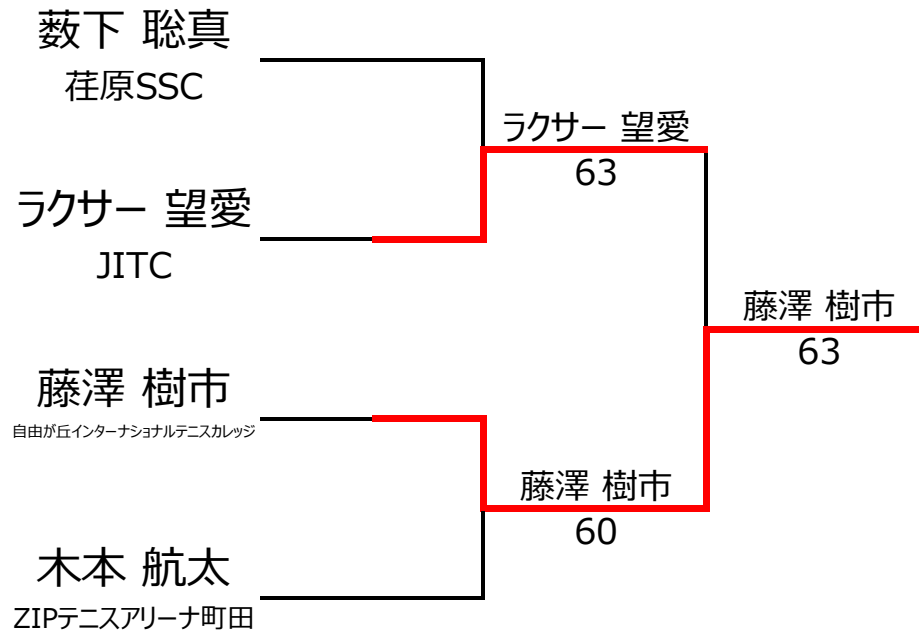 薮下 聡真
荏原SSC
ラクサー 望愛
63
ラクサー 望愛
JITC
藤澤 樹市
63
藤澤 樹市
自由が丘インターナショナルテニスカレッジ
藤澤 樹市
60
木本 航太
ZIPテニスアリーナ町田